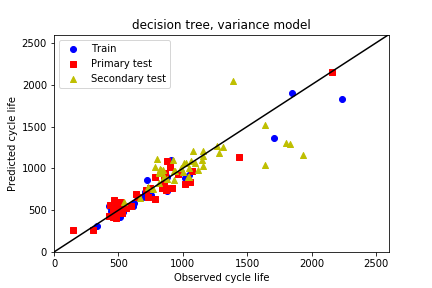 decision tree, variance model
Train
Primary test
Secondary test
2500
2000
1500
1000
500
0
Predicted cycle life
0 500 1000 1500 2000 2500
Observed cycle life